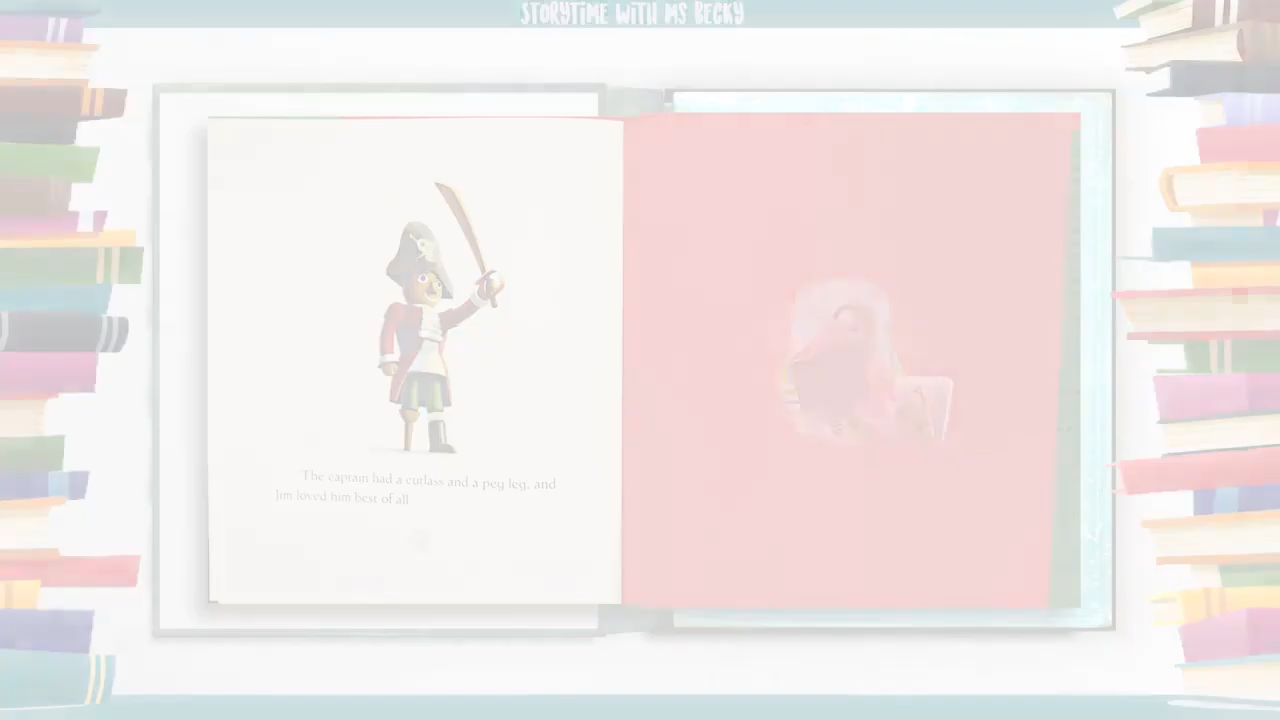 STORYTIME WITH MS BECKY
The captain had a cutlass and a peg leg, and
Jim loved him best of all